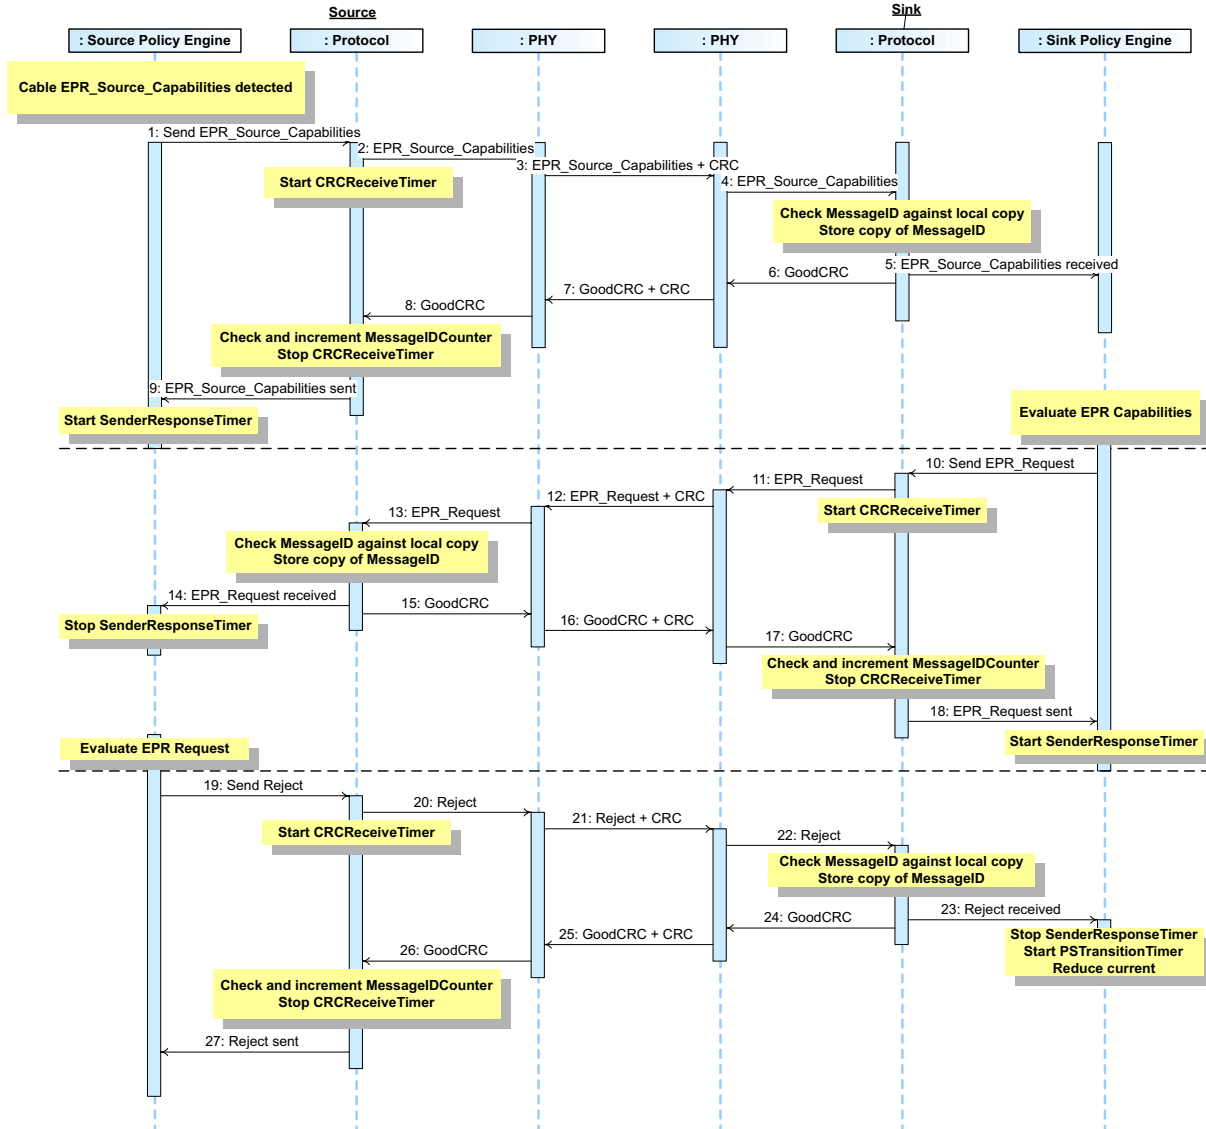 Source
Sink
: Source Policy Engine
: Protocol
: PHY
: PHY
: Protocol
: Sink Policy Engine
Cable EPR_Source_Capabilities detected
1: Send EPR_Source_Capabilities
2: EPR_Source_Capabilities
3: EPR_Source_Capabilities + CRC
Start CRCReceiveTimer
4: EPR_Source_Capabilities
Check MessageID against local copy
Store copy of MessageID
5: EPR_Source_Capabilities received
6: GoodCRC
7: GoodCRC + CRC
8: GoodCRC
Check and increment MessageIDCounter
Stop CRCReceiveTimer
9: EPR_Source_Capabilities sent
Start SenderResponseTimer
Evaluate EPR Capabilities
10: Send EPR_Request
11: EPR_Request
12: EPR_Request + CRC
Start CRCReceiveTimer
13: EPR_Request
Check MessageID against local copy
Store copy of MessageID
14: EPR_Request received
15: GoodCRC
Stop SenderResponseTimer
16: GoodCRC + CRC
17: GoodCRC
Check and increment MessageIDCounter
Stop CRCReceiveTimer
18: EPR_Request sent
Start SenderResponseTimer
Evaluate EPR Request
19: Send Reject
20: Reject
Start CRCReceiveTimer
21: Reject + CRC
22: Reject
Check MessageID against local copy
Store copy of MessageID
23: Reject received
24: GoodCRC
25: GoodCRC + CRC
26: GoodCRC
Stop SenderResponseTimer
Start PSTransitionTimer
Reduce current
Check and increment MessageIDCounter
Stop CRCReceiveTimer
27: Reject sent